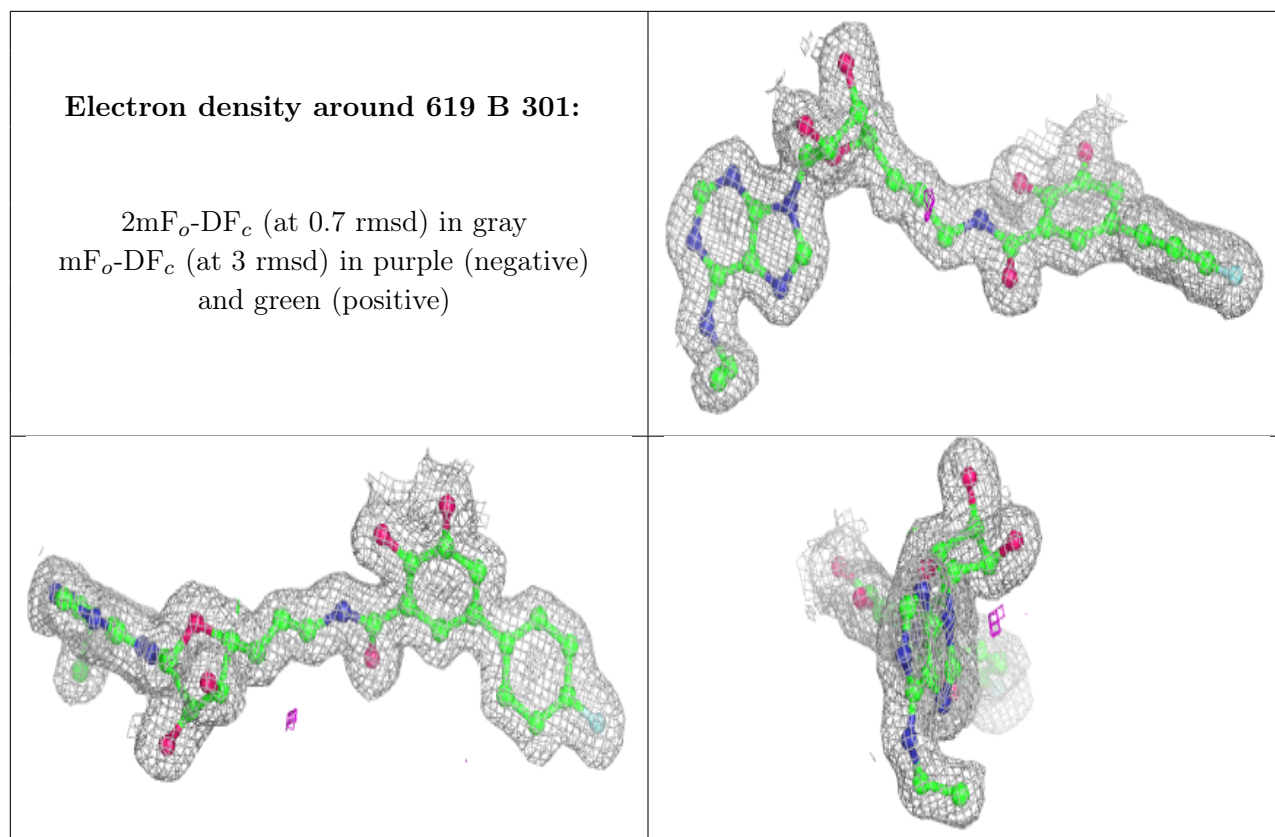 Electron density around 619 B 301:
2mFₒ-DF𝑐 (at 0.7 rmsd) in gray
mFₒ-DF𝑐 (at 3 rmsd) in purple (negative)
and green (positive)